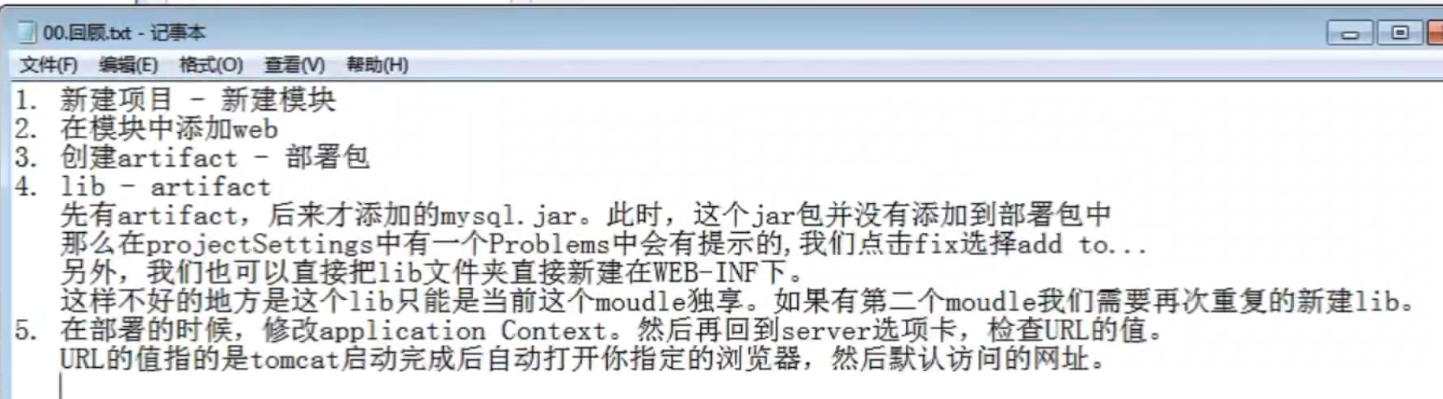 00.回顾.txt - 记事本
文件(F) 编辑(E) 格式(O) 查看(V) 帮助(H)
1. 新建项目 - 新建模块
2. 在模块中添加web
3. 创建artifact - 部署包
4. lib - artifact
先有artifact，后来才添加的mysql.jar。此时，这个jar包并没有添加到部署包中
那么在projectSettings中有一个Problems中会有提示的,我们点击fix选择add to...
另外，我们也可以直接把lib文件夹直接新建在WEB-INF下。
这样不好的地方是这个lib只能是当前这个moudle独享。如果有第二个moudle我们需要再次重复的新建lib。
5. 在部署的时候，修改application Context。然后再回到server选项卡，检查URL的值。
URL的值指的是tomcat启动完成后自动打开你指定的浏览器，然后默认访问的网址。